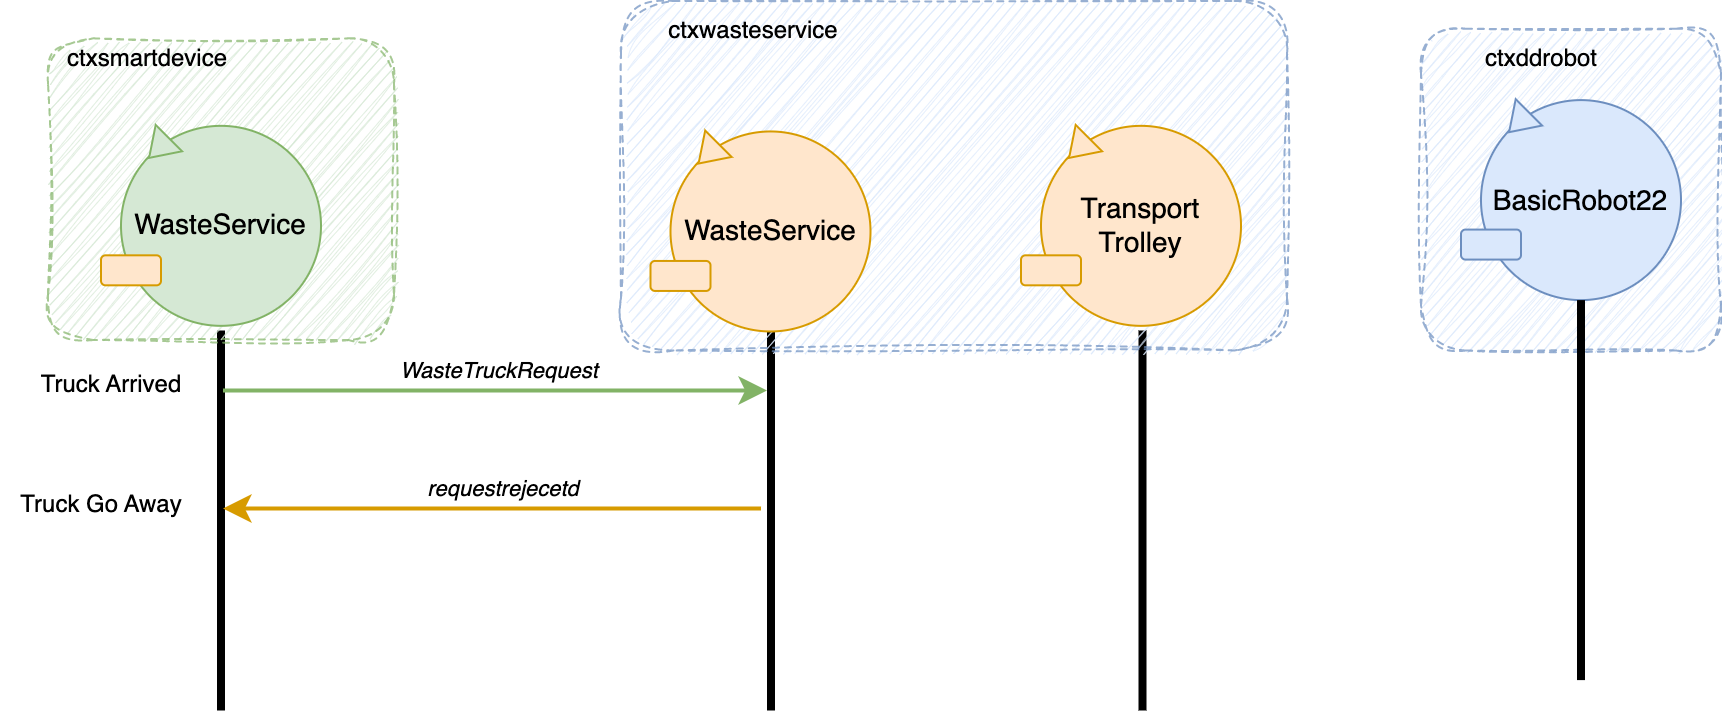 ctxsmartdevice
ctxwasteservice
ctxddrobot
WasteService
WasteService
Transport
Trolley
BasicRobot22
Truck Arrived
WasteTruckRequest
Truck Go Away
requestrejecetd